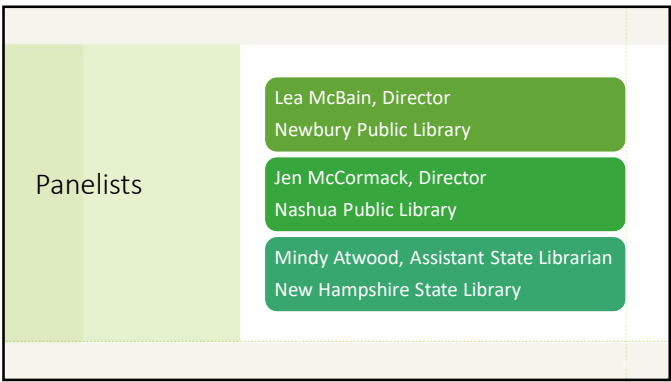 Panelists
Lea McBain, Director
Newbury Public Library
Jen McCormack, Director
Nashua Public Library
Mindy Atwood, Assistant State Librarian
New Hampshire State Library